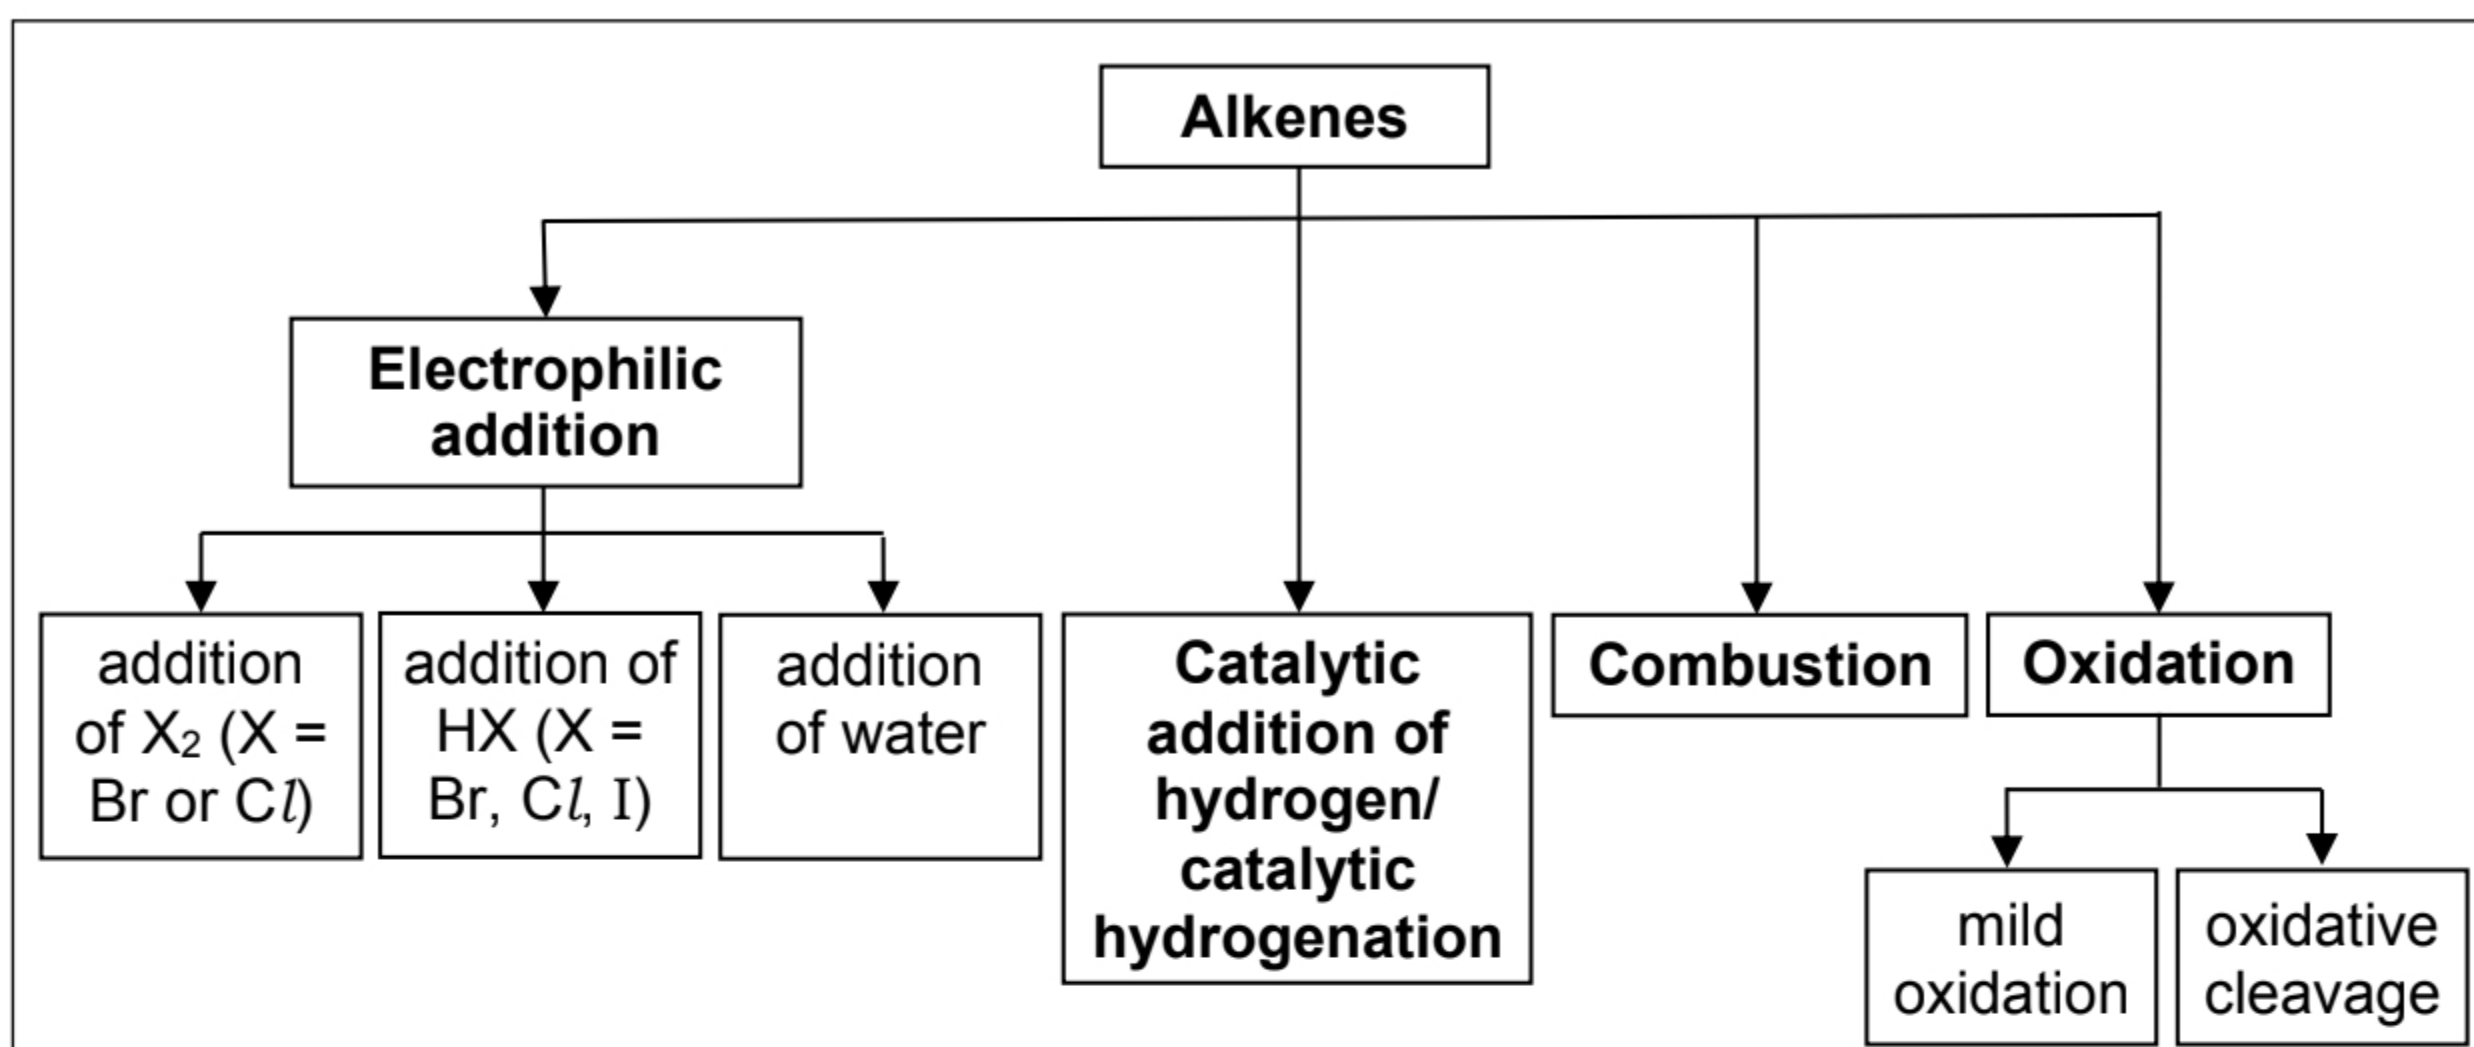 Alkenes
Electrophilic
addition
addition
of X₂ (X =
Br or Cl)
addition of
HX (X =
Br, Cl, I)
addition
of water
Catalytic
addition of
hydrogen/
catalytic
hydrogenation
Combustion
Oxidation
mild
oxidation
oxidative
cleavage